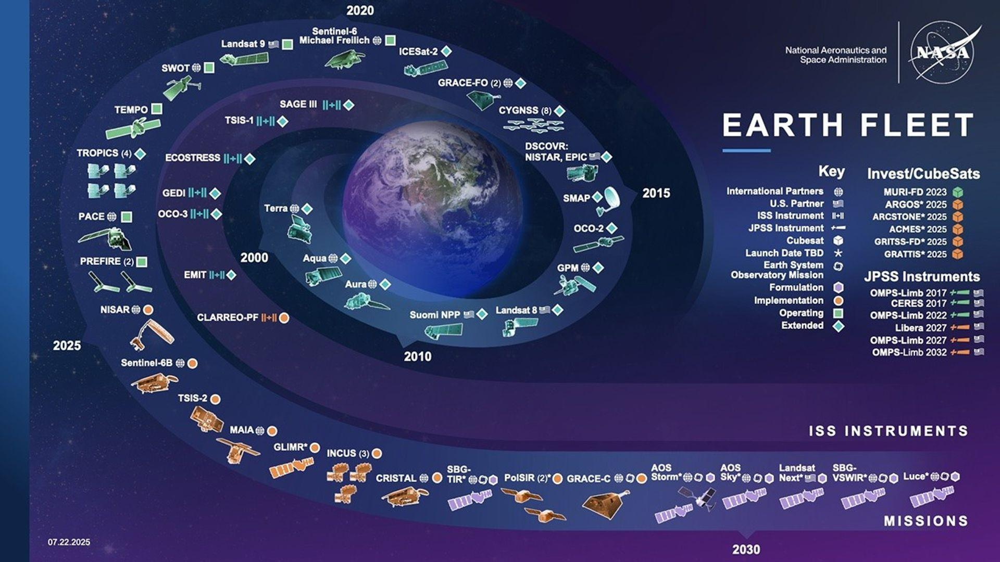 2020
Sentinel-6
Michael Freilich
Landsat 9
ICESat-2
SWOT
GRACE-FO (2)
TEMPO
SAGE III
CYGNSS (8)
TSIS-1
TROPICS (4)
ECOSTRESS
DSCOVR:
NISTAR, EPIC
GEDI
2015
SMAP
OCO-3
Terra
PACE
OCO-2
2000
Aqua
PREFIRE (2)
GPM
EMIT
Aura
NISAR
Suomi NPP
Landsat 8
CLARREO-PF
2025
2010
Sentinel-6B
TSIS-2
MAIA
GLIMR*
INCUS (3)
CRISTAL
SBG-
TIR*
PolSIR (2)*
GRACE-C
AOS
Storm*
AOS
Sky*
Landsat
Next*
SBG-
VSWIR*
Luce*
ISS INSTRUMENTS
MISSIONS
2030
07.22.2025
National Aeronautics and
Space Administration
NASA
EARTH FLEET
Key
International Partners
U.S. Partner
ISS Instrument
JPSS Instrument
Cubesat
Launch Date TBD
Earth System
Observatory Mission
Formulation
Implementation
Operating
Extended
Invest/CubeSats
MURI-FD 2023
ARGOS* 2025
ARCSTONE* 2025
ACMES* 2025
GRITSS-FD* 2025
GRATTIS* 2025
JPSS Instruments
OMPS-Limb 2017
CERES 2017
OMPS-Limb 2022
Libera 2027
OMPS-Limb 2027
OMPS-Limb 2032